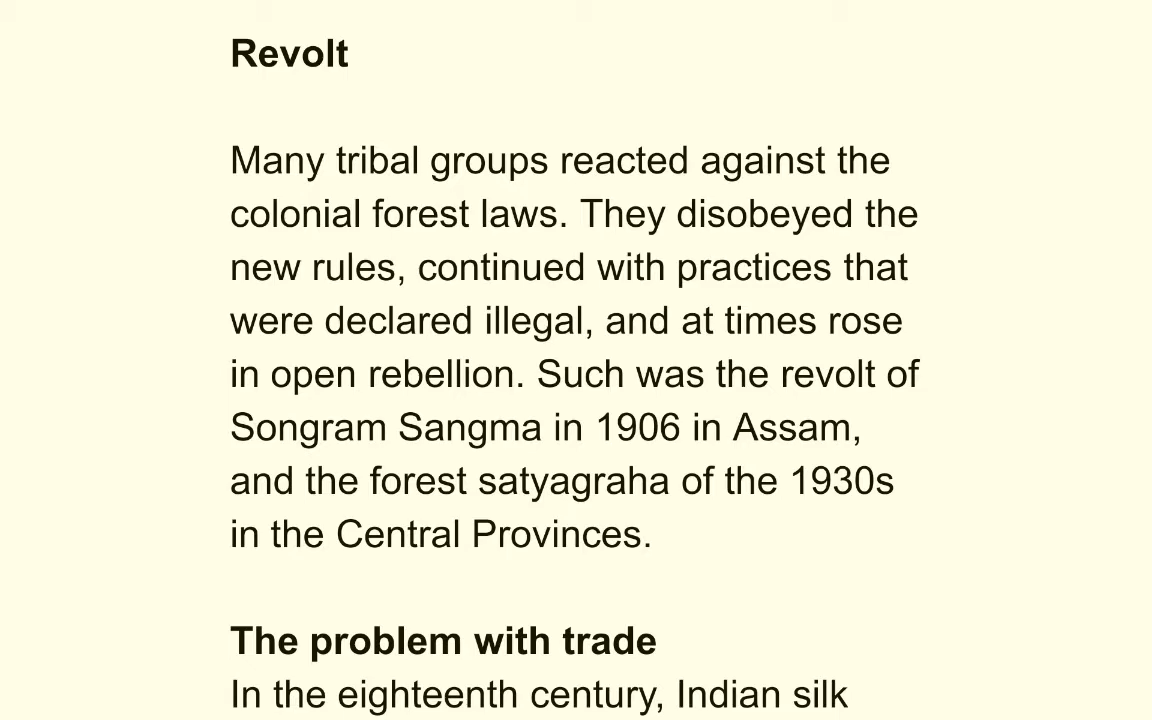 Revolt
Many tribal groups reacted against the
colonial forest laws. They disobeyed the
new rules, continued with practices that
were declared illegal, and at times rose
in open rebellion. Such was the revolt of
Songram Sangma in 1906 in Assam,
and the forest satyagraha of the 1930s
in the Central Provinces.
The problem with trade
In the eighteenth century, Indian silk